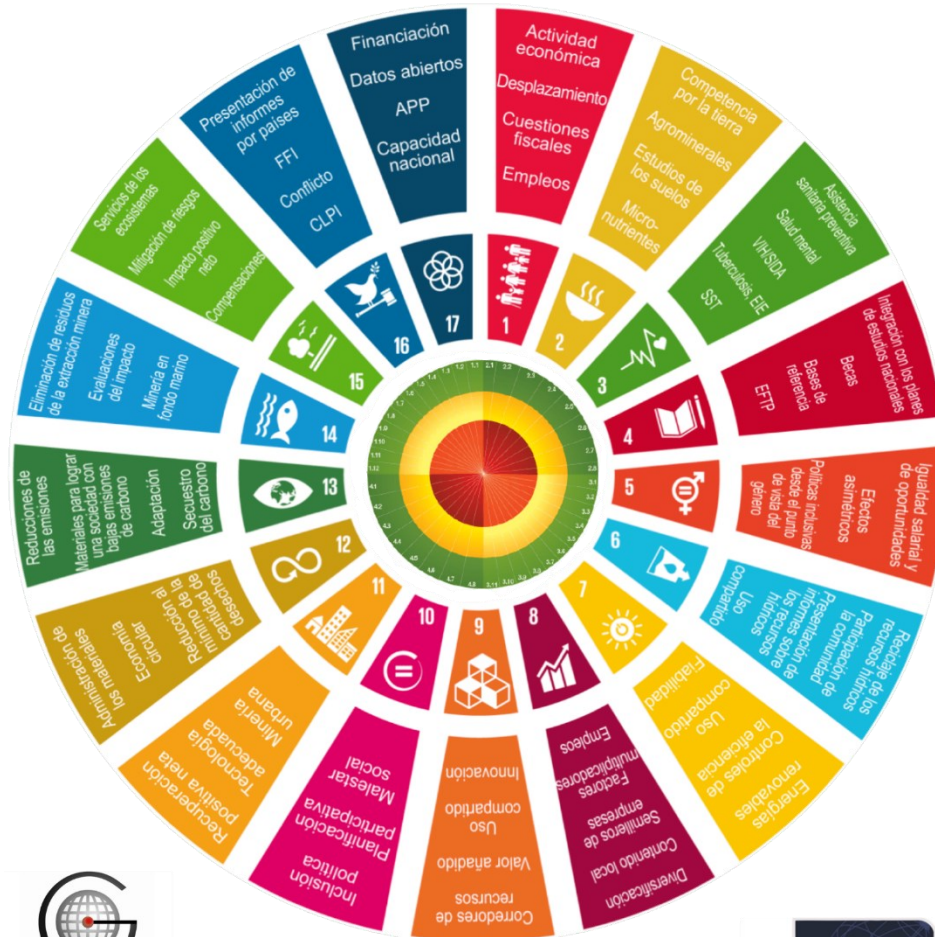 Actividad
económica
Desplazamiento
Cuestiones
fiscales
Empleos
1
Competencia
por la tierra
Agrominerales
Estudios de
los suelos
Micro-
nutrientes
2
Asistencia
sanitaria preventiva
Salud mental
VIH/SIDA
Tuberculosis, EIE
SST
3
Integración con los planes
de estudios nacionales
Becas
Bases de
referencia
EFTP
4
Igualdad salarial y
de oportunidades
Efectos
asimétricos
Políticas inclusivas
desde el punto
de vista del
género
5
Reciclaje de los
recursos hídricos
Participación de
la comunidad
Presentación de
informes sobre
los recursos
hídricos
Uso
compartido
6
Energías
renovables
Controles de
la eficiencia
Uso
compartido
Fiabilidad
7
Diversificación
Contenido local
Semilleros de
empresas
Factores
multiplicadores
Empleos
8
Corredores de
recursos
Valor añadido
Uso
compartido
Innovación
9
Inclusión
política
Planificación
participativa
Malestar
social
10
Recuperación
positiva neta
Tecnología
adecuada
Minería
urbana
11
Administración de
los materiales
Economía
circular
Reducción al
mínimo de la
cantidad de
desechos
12
Reducciones de
las emisiones
Materiales para lograr
una sociedad con
bajas emisiones
de carbono
Adaptación
Secuestro
del carbono
13
Eliminación de residuos
de la extracción minera
Evaluaciones
del impacto
Minería en
fondo marino
14
Servicios de los
ecosistemas
Mitigación de riesgos
Impacto positivo
neto
Compensaciones
15
Presentación de
informes
por países
FFI
Conflicto
CLPI
16
Financiación
Datos abiertos
APP
Capacidad
nacional
17